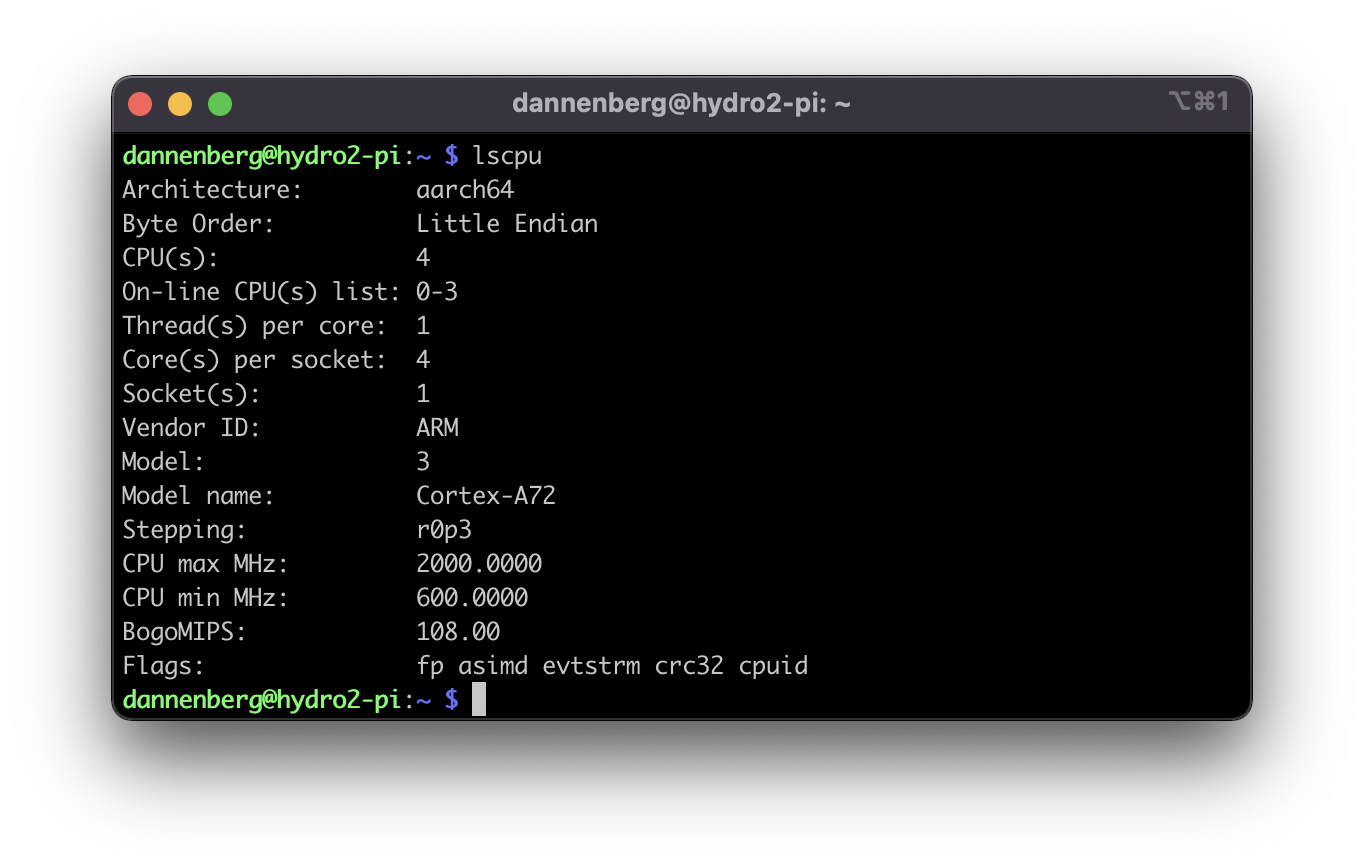 dannenberg@hydro2-pi: ~ ⌥⌘1
dannenberg@hydro2-pi:~ $ lscpu
Architecture: aarch64
Byte Order: Little Endian
CPU(s): 4
On-line CPU(s) list: 0-3
Thread(s) per core: 1
Core(s) per socket: 4
Socket(s): 1
Vendor ID: ARM
Model: 3
Model name: Cortex-A72
Stepping: r0p3
CPU max MHz: 2000.0000
CPU min MHz: 600.0000
BogoMIPS: 108.00
Flags: fp asimd evtstrm crc32 cpuid
dannenberg@hydro2-pi:~ $